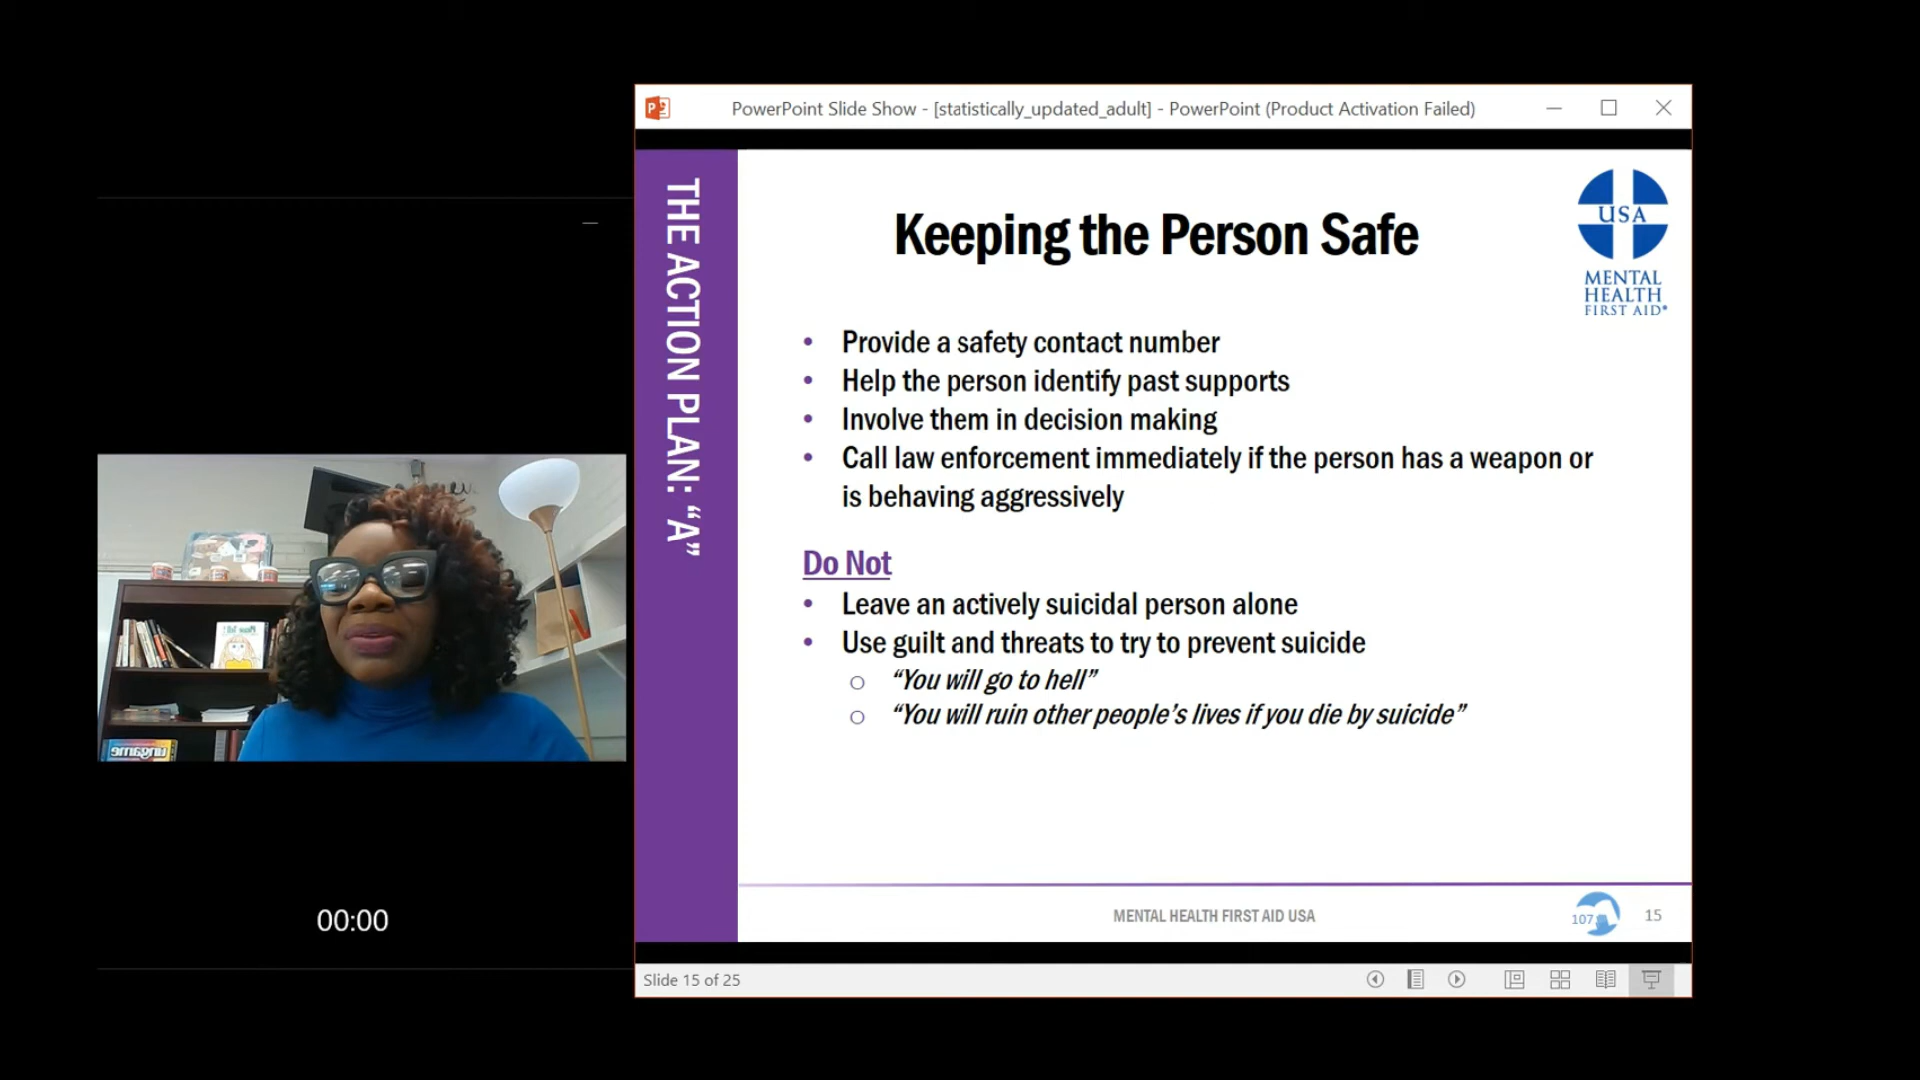 PowerPoint Slide Show - [statistically_updated_adult] - PowerPoint (Product Activation Failed)
THE ACTION PLAN: “A”
Keeping the Person Safe
USA
MENTAL
HEALTH
FIRST AID®
• Provide a safety contact number
• Help the person identify past supports
• Involve them in decision making
• Call law enforcement immediately if the person has a weapon or
is behaving aggressively
Do Not
• Leave an actively suicidal person alone
• Use guilt and threats to try to prevent suicide
o “You will go to hell”
o “You will ruin other people’s lives if you die by suicide”
ungame
00:00
MENTAL HEALTH FIRST AID USA
107
15
Slide 15 of 25